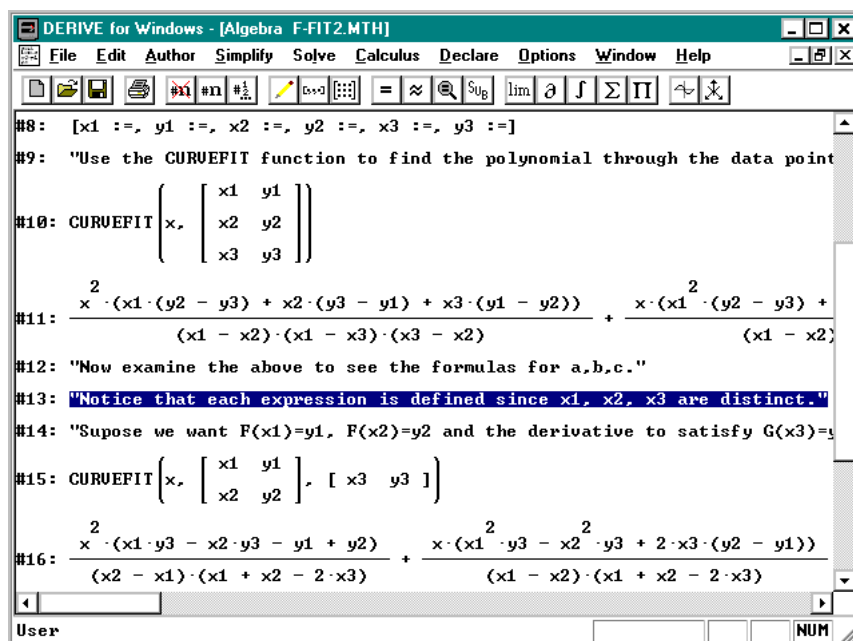 DERIVE for Windows - [Algebra F-FIT2.MTH]
File Edit Author Simplify Solve Calculus Declare Options Window Help
#n #n #½ = ≈ SUB lim ∂ ∫ Σ Π
#8: [x1 :=, y1 :=, x2 :=, y2 :=, x3 :=, y3 :=]
#9: "Use the CURVEFIT function to find the polynomial through the data point
x1 y1
#10: CURVEFIT x, x2 y2
x3 y3
2 2
x ·(x1·(y2 - y3) + x2·(y3 - y1) + x3·(y1 - y2)) x·(x1 ·(y2 - y3) +
#11: +
(x1 - x2)·(x1 - x3)·(x3 - x2) (x1 - x2)
#12: "Now examine the above to see the formulas for a,b,c."
#13: "Notice that each expression is defined since x1, x2, x3 are distinct."
#14: "Supose we want F(x1)=y1, F(x2)=y2 and the derivative to satisfy G(x3)=y
x1 y1
#15: CURVEFIT x, , [ x3 y3 ]
x2 y2
2 2 2
x ·(x1·y3 - x2·y3 - y1 + y2) x·(x1 ·y3 - x2 ·y3 + 2·x3·(y2 - y1))
#16: +
(x2 - x1)·(x1 + x2 - 2·x3) (x1 - x2)·(x1 + x2 - 2·x3)
User NUM